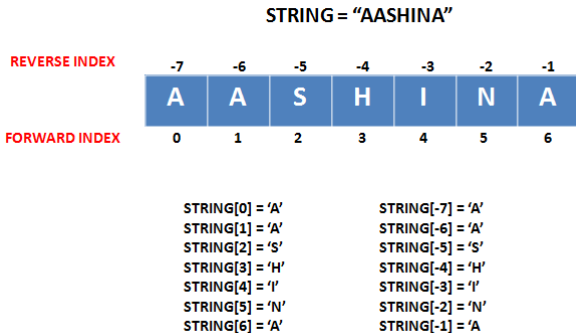 STRING = “AASHINA”
REVERSE INDEX -7 -6 -5 -4 -3 -2 -1
A A S H I N A
FORWARD INDEX 0 1 2 3 4 5 6
STRING[0] = ‘A’ STRING[-7] = ‘A’
STRING[1] = ‘A’ STRING[-6] = ‘A’
STRING[2] = ‘S’ STRING[-5] = ‘S’
STRING[3] = ‘H’ STRING[-4] = ‘H’
STRING[4] = ‘I’ STRING[-3] = ‘I’
STRING[5] = ‘N’ STRING[-2] = ‘N’
STRING[6] = ‘A’ STRING[-1] = ‘A